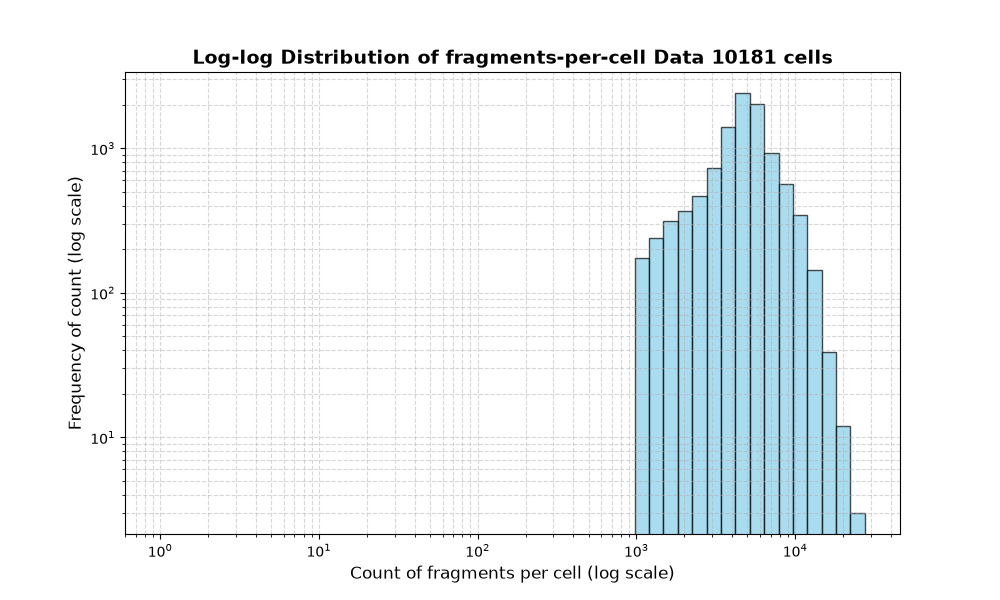 Log-log Distribution of fragments-per-cell Data 10181 cells
Frequency of count (log scale)
10³
10²
10¹
10⁰ 10¹ 10² 10³ 10⁴
Count of fragments per cell (log scale)